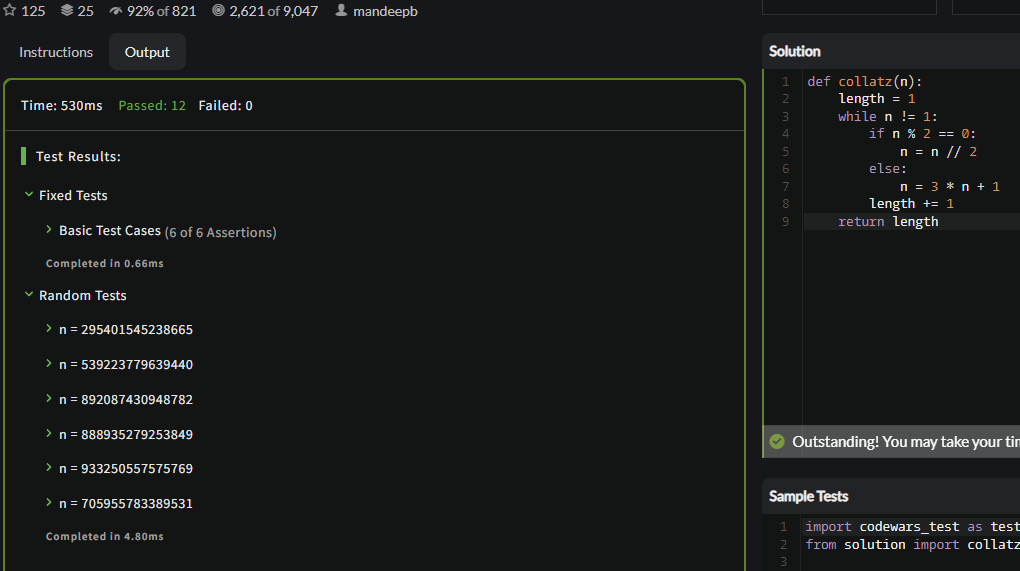 125 25 92% of 821 2,621 of 9,047 mandeepb
Instructions Output
Time: 530ms Passed: 12 Failed: 0
Test Results:
Fixed Tests
Basic Test Cases (6 of 6 Assertions)
Completed in 0.66ms
Random Tests
n = 295401545238665
n = 539223779639440
n = 892087430948782
n = 888935279253849
n = 933250557575769
n = 705955783389531
Completed in 4.80ms
Solution
1 def collatz(n):
2     length = 1
3     while n != 1:
4         if n % 2 == 0:
5             n = n // 2
6         else:
7             n = 3 * n + 1
8         length += 1
9     return length
Outstanding! You may take your
Sample Tests
1 import codewars_test as test
2 from solution import collatz
3